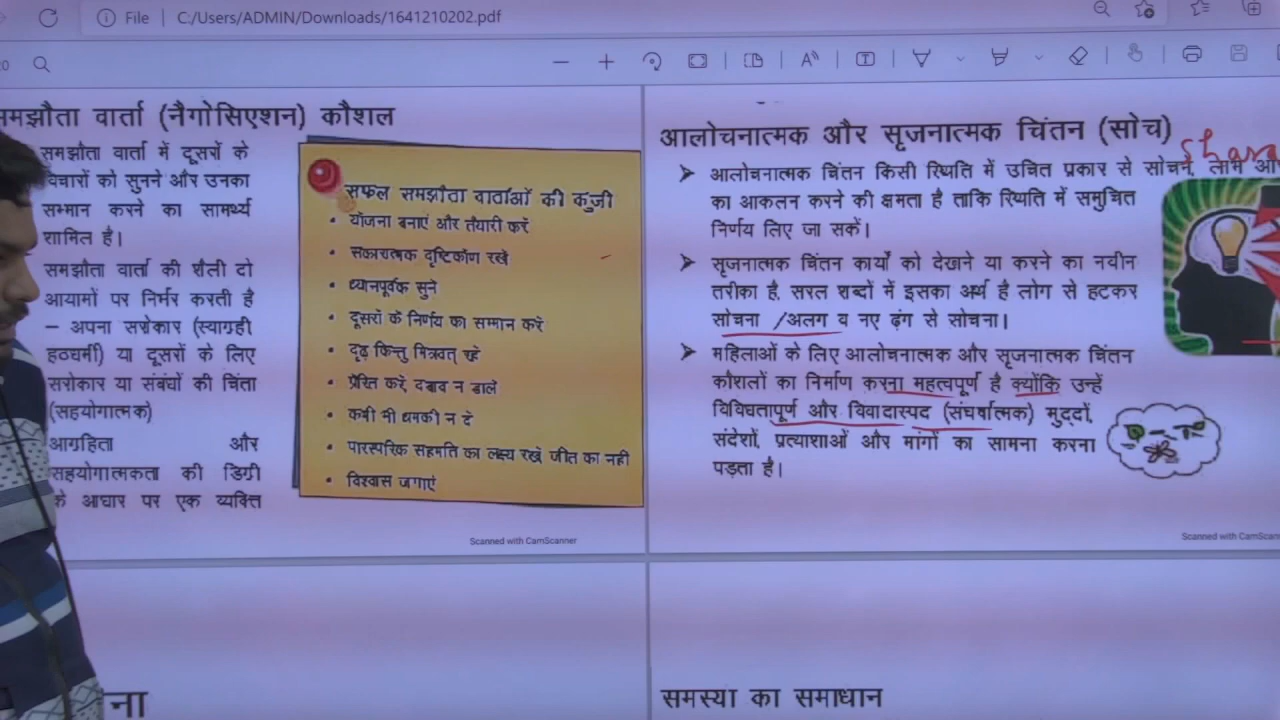 File | C:/Users/ADMIN/Downloads/1641210202.pdf
समझौता वार्ता (नैगोसिएशन) कौशल
समझौता वार्ता में दूसरों के
विचारों को सुनने और उनका
सम्मान करने का सामर्थ्य
शामिल है।
समझौता वार्ता की शैली दो
आयामों पर निर्भर करती है
– अपना सरोकार (स्वाग्रही
हठधर्मी) या दूसरों के लिए
सरोकार या संबंधों की चिंता
(सहयोगात्मक)
आग्रहिता और
सहयोगात्मकता की डिग्री
के आधार पर एक व्यक्ति
सफल समझौता वार्ताओं की कुंजी
• योजना बनाएं और तैयारी करें
• सकारात्मक दृष्टिकोण रखें
• ध्यानपूर्वक सुनें
• दूसरों के निर्णय का सम्मान करें
• दृढ़ किन्तु मित्रवत् रहें
• प्रेरित करें, दबाव न डालें
• कभी भी धमकी न दें
• पारस्परिक सहमति का लक्ष्य रखें जीत का नहीं
• विश्वास जगाएं
Scanned with CamScanner
आलोचनात्मक और सृजनात्मक चिंतन (सोच)
➤ आलोचनात्मक चिंतन किसी स्थिति में उचित प्रकार से सोचने, लाभ
का आकलन करने की क्षमता है ताकि स्थिति में समुचित
निर्णय लिए जा सकें।
➤ सृजनात्मक चिंतन कार्यों को देखने या करने का नवीन
तरीका है, सरल शब्दों में इसका अर्थ है लोग से हटकर
सोचना /अलग व नए ढ़ंग से सोचना।
➤ महिलाओं के लिए आलोचनात्मक और सृजनात्मक चिंतन
कौशलों का निर्माण करना महत्वपूर्ण है क्योंकि उन्हें
विविधतापूर्ण और विवादास्पद (संघर्षात्मक) मुद्दों,
संदेशों, प्रत्याशाओं और मांगों का सामना करना
पड़ता है।
Scanned with CamScan
ना
समस्या का समाधान